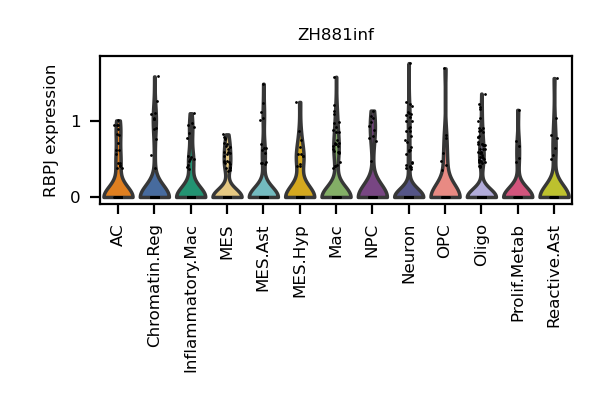 ZH881inf
RBPJ expression
1
0
AC
Chromatin.Reg
Inflammatory.Mac
MES
MES.Ast
MES.Hyp
Mac
NPC
Neuron
OPC
Oligo
Prolif.Metab
Reactive.Ast